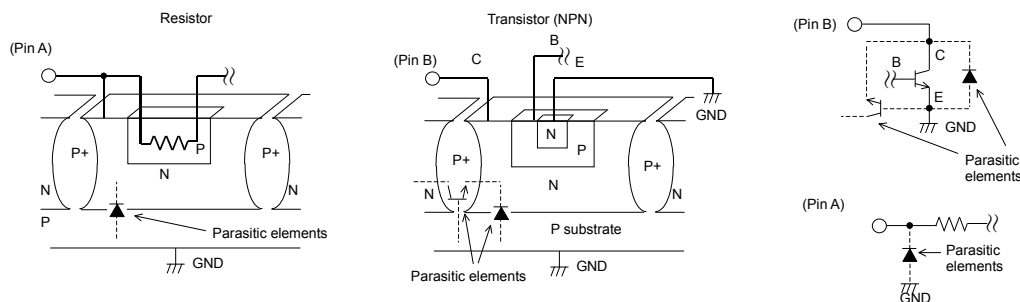 Resistor
(Pin A)
P+
P
P+
N
N
N
P
Parasitic elements
GND
Transistor (NPN)
(Pin B)
C
B
E
GND
N
P
P+
P+
N
N
N
P substrate
Parasitic elements
GND
(Pin B)
B
C
E
GND
Parasitic
elements
(Pin A)
Parasitic
elements
GND